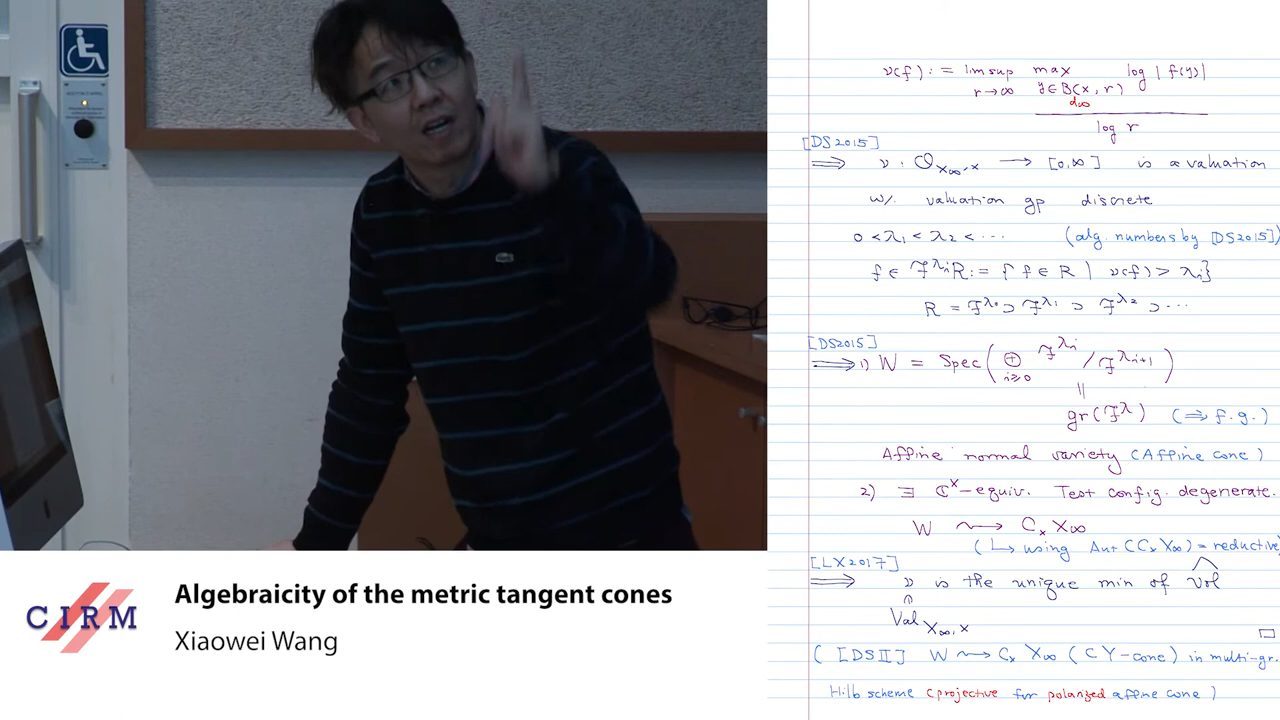 ν(f) := lim sup max log | f(y) |
r→∞ y∈B(x, r)
d∞
log r
[DS2015]
⟹ ν : O_{X∞,x} → [0,∞] is a valuation
w/. valuation gp discrete
0 < λ₁ < λ₂ < ··· (alg. numbers by [DS2015])
f ∈ F^{λi}R := { f ∈ R | ν(f) > λi}
R = F^{λ0} ⊃ F^{λ1} ⊃ F^{λ2} ⊃ ···
[DS2015]
⟹ 1) W = Spec( ⊕_{i≥0} F^{λi} / F^{λi+1} )
||
gr(F^λ) (⇒ f.g.)
Affine normal variety (Affine cone)
2) ∃ C^x-equiv. Test config. degenerate.
W ⇝ C_x X∞
(↳ using Aut (C_x X∞) = reductive)
[LX2017]
⟹ ν is the unique min of v̂ol
∩
Val_{X∞,x}
□
( [DSII] W ⇝ C_x X∞ (CY-cone) in multi-gr.
Hilb scheme (projective for polarized affine cone )
CIRM
Algebraicity of the metric tangent cones
Xiaowei Wang